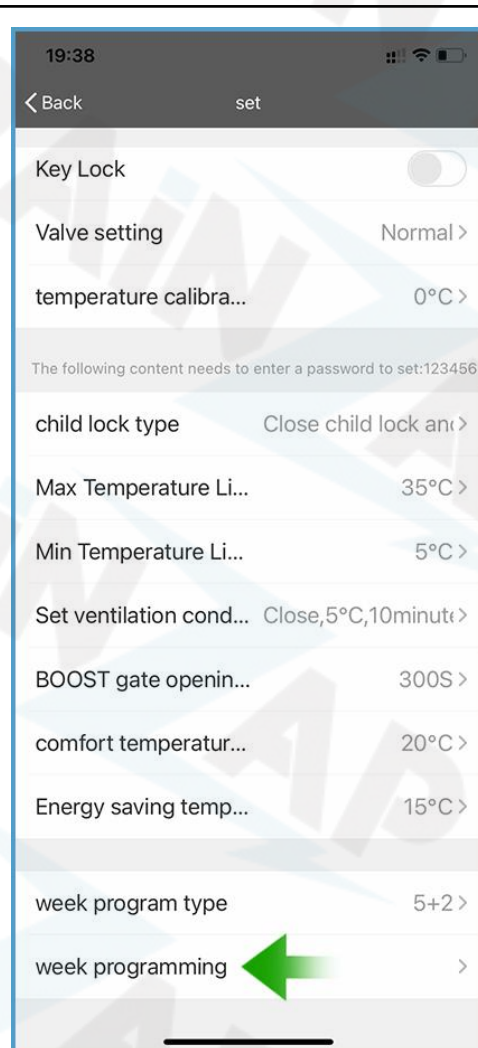 19:38
Back set
Key Lock
Valve setting Normal
temperature calibra... 0°C
The following content needs to enter a password to set:123456
child lock type Close child lock and
Max Temperature Li... 35°C
Min Temperature Li... 5°C
Set ventilation cond... Close,5°C,10minute
BOOST gate openin... 300S
comfort temperatur... 20°C
Energy saving temp... 15°C
week program type 5+2
week programming